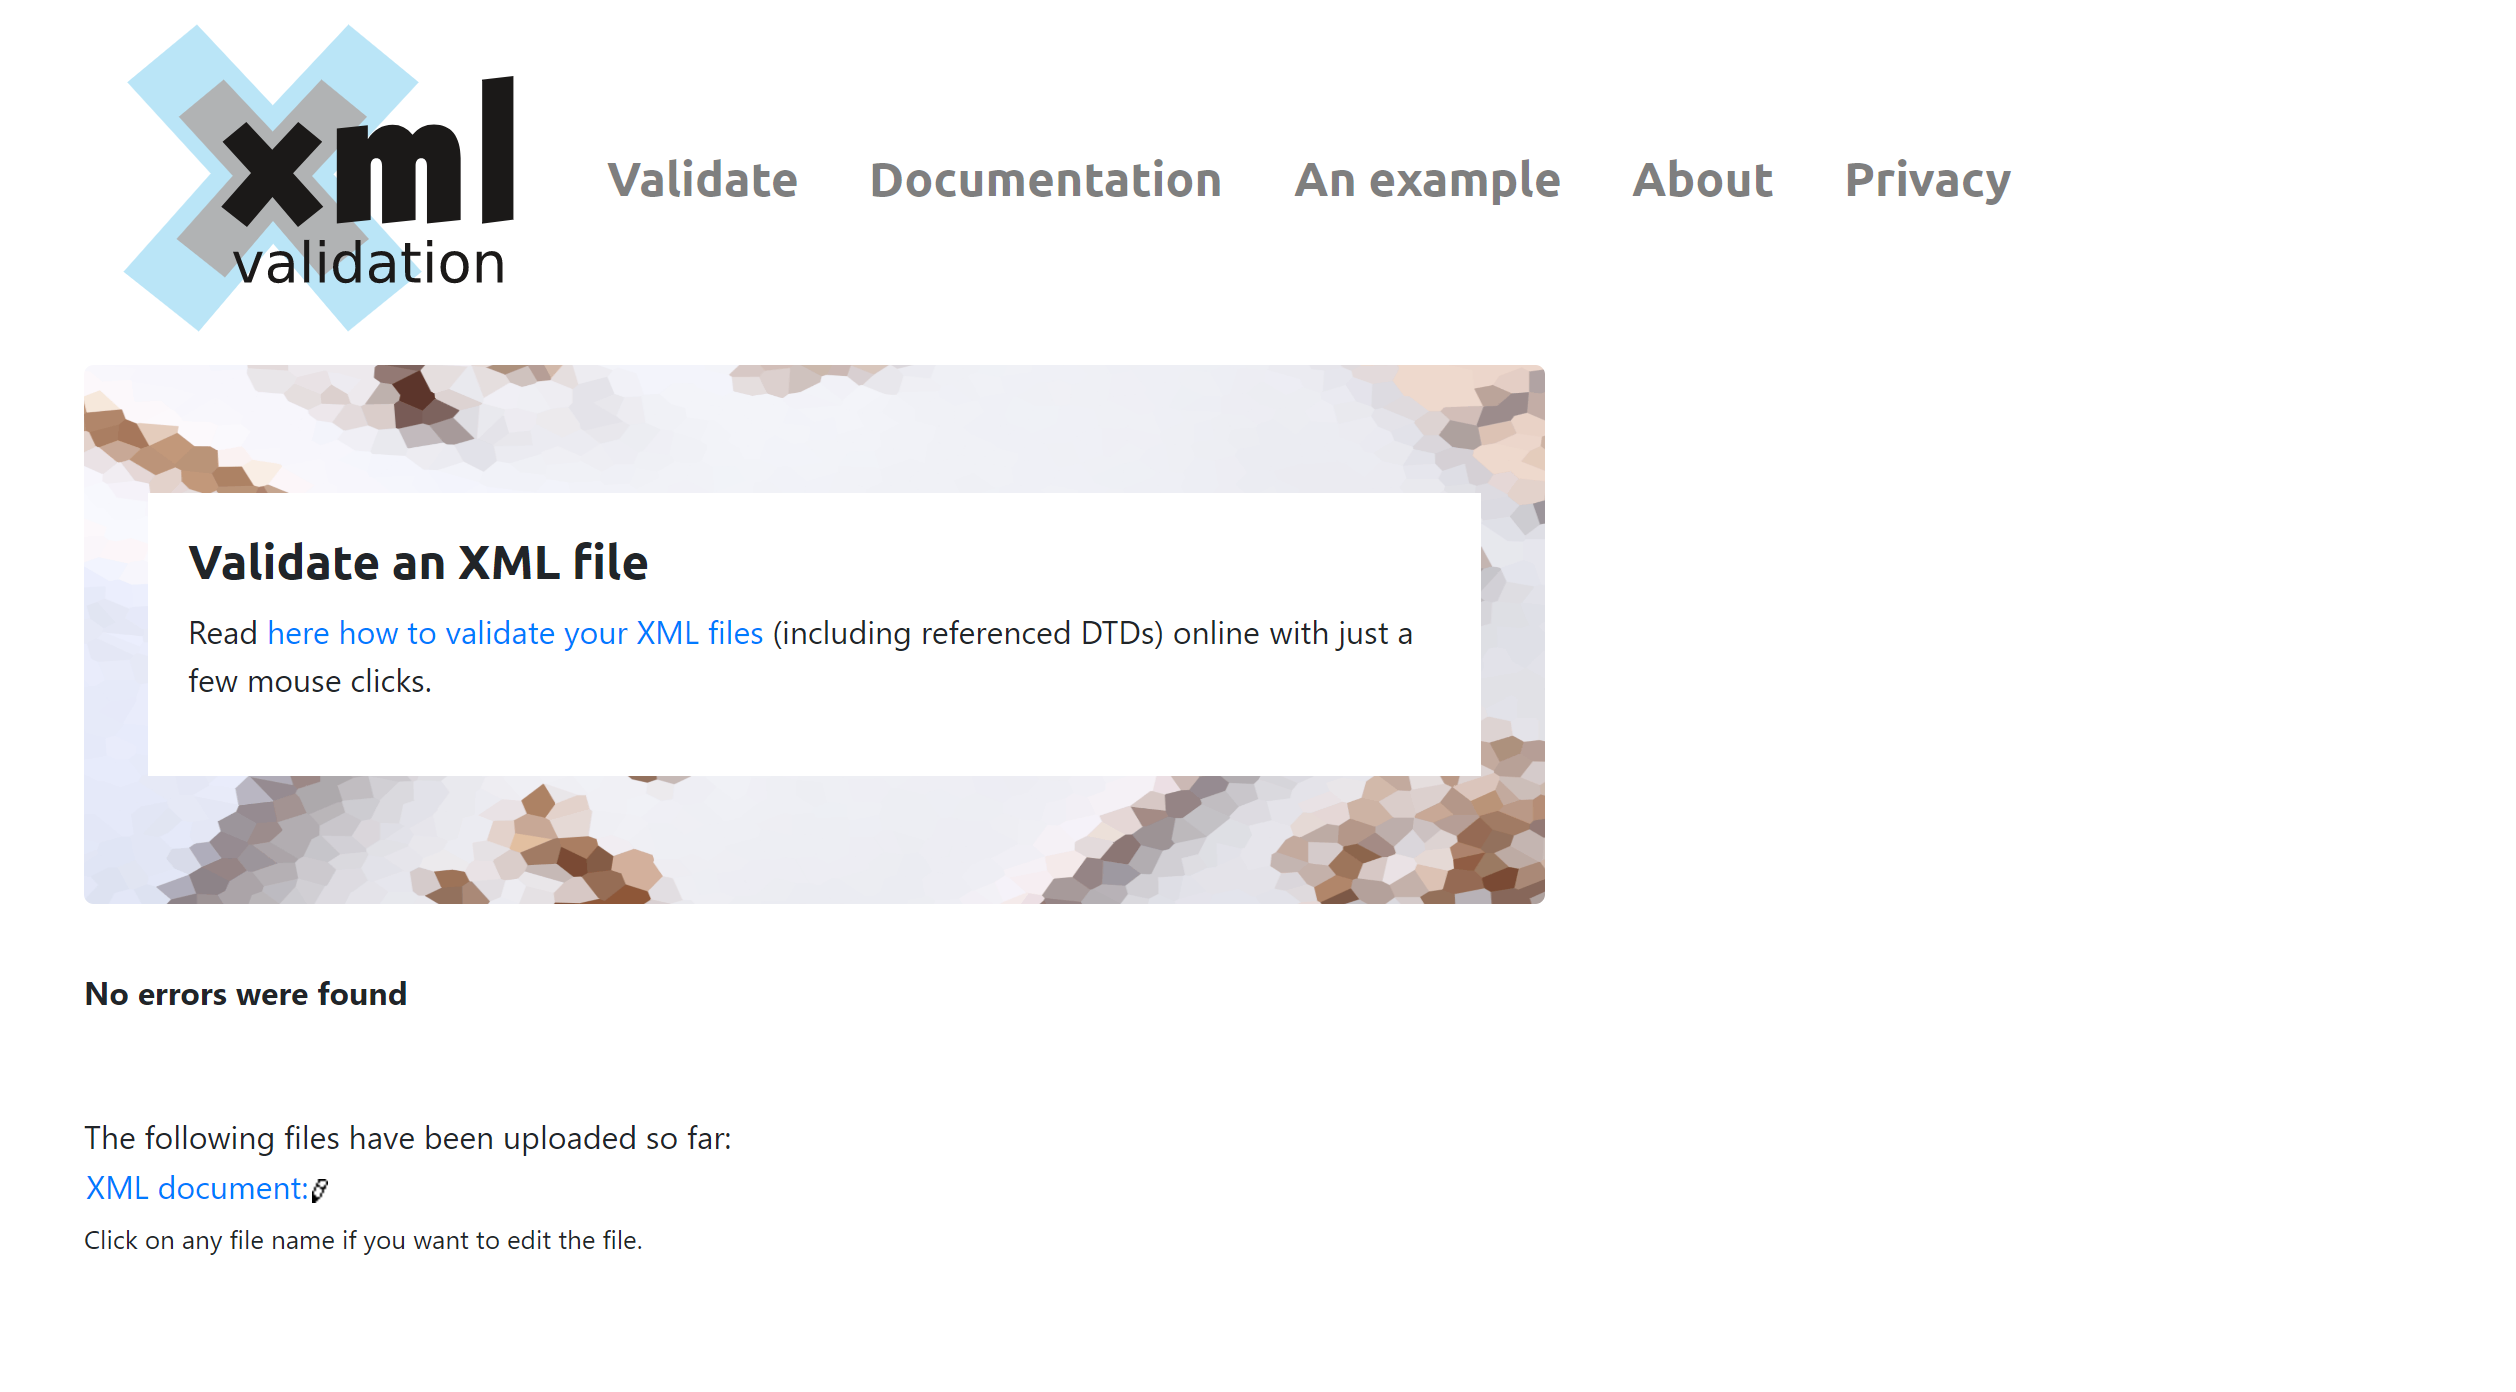 xml
validation
Validate Documentation An example About Privacy
Validate an XML file
Read here how to validate your XML files (including referenced DTDs) online with just a
few mouse clicks.
No errors were found
The following files have been uploaded so far:
XML document:
Click on any file name if you want to edit the file.